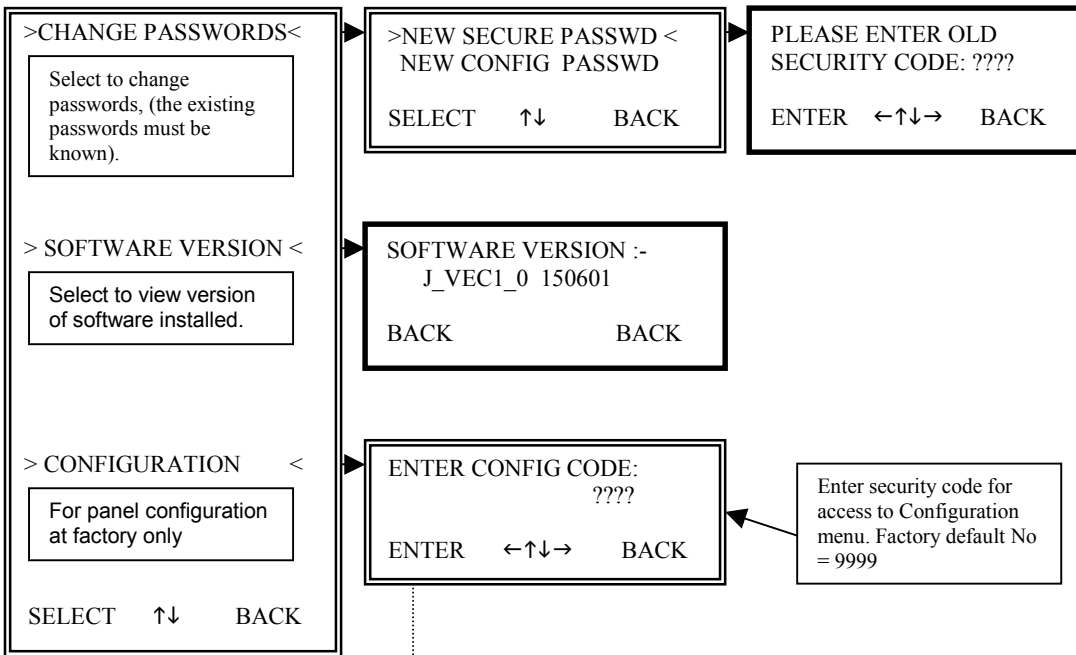 >CHANGE PASSWORDS<
Select to change
passwords, (the existing
passwords must be
known).
>NEW SECURE PASSWD <
NEW CONFIG PASSWD
SELECT ↑↓ BACK
PLEASE ENTER OLD
SECURITY CODE: ????
ENTER ←↑↓→ BACK
> SOFTWARE VERSION <
Select to view version
of software installed.
SOFTWARE VERSION :-
J_VEC1_0 150601
BACK BACK
> CONFIGURATION <
For panel configuration
at factory only
ENTER CONFIG CODE:
????
ENTER ←↑↓→ BACK
Enter security code for
access to Configuration
menu. Factory default No
= 9999
SELECT ↑↓ BACK